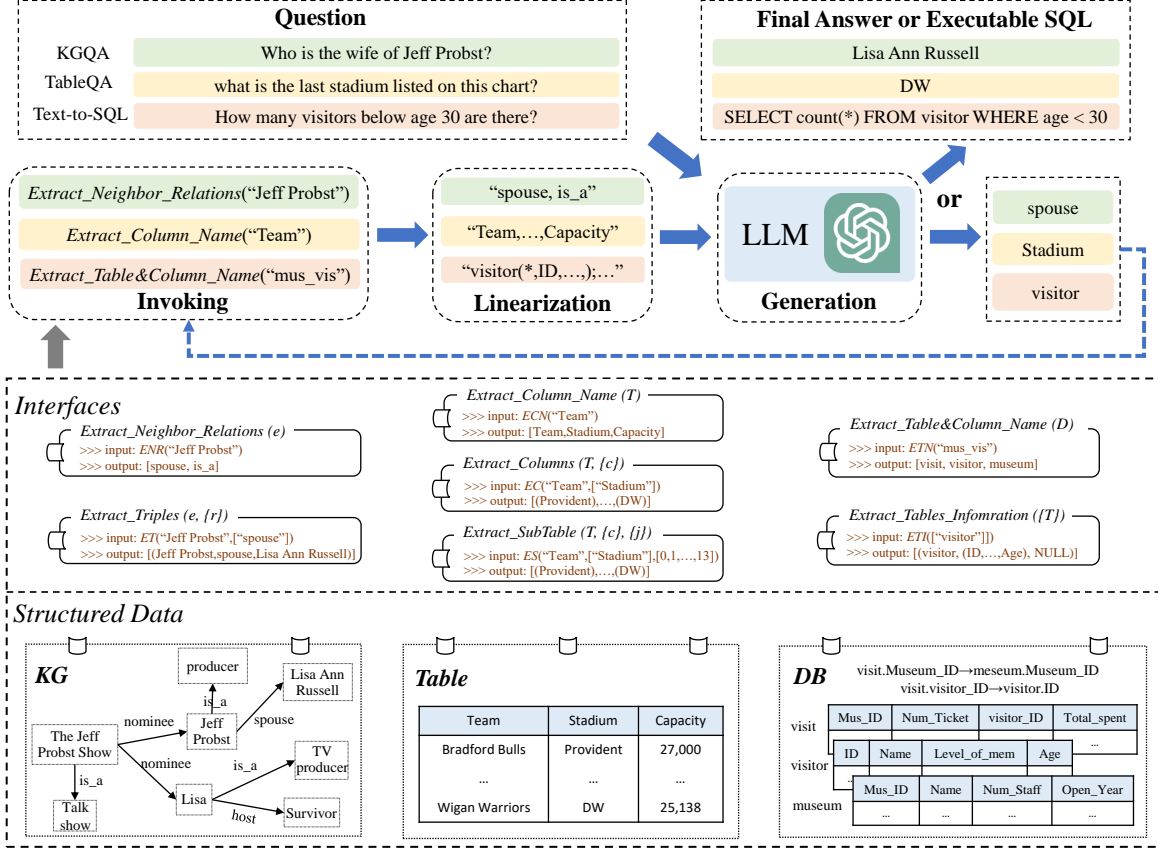 Question
KGQA
Who is the wife of Jeff Probst?
TableQA
what is the last stadium listed on this chart?
Text-to-SQL
How many visitors below age 30 are there?
Final Answer or Executable SQL
Lisa Ann Russell
DW
SELECT count(*) FROM visitor WHERE age < 30
Extract_Neighbor_Relations(“Jeff Probst”)
Extract_Column_Name(“Team”)
Extract_Table&Column_Name(“mus_vis”)
Invoking
“spouse, is_a”
“Team,…,Capacity”
“visitor(*,ID,…,);…”
Linearization
LLM
Generation
or
spouse
Stadium
visitor
Interfaces
Extract_Neighbor_Relations (e)
>>> input: ENR(“Jeff Probst”)
>>> output: [spouse, is_a]
Extract_Triples (e, {r})
>>> input: ET(“Jeff Probst”,[“spouse”])
>>> output: [(Jeff Probst,spouse,Lisa Ann Russell)]
Extract_Column_Name (T)
>>> input: ECN(“Team”)
>>> output: [Team,Stadium,Capacity]
Extract_Columns (T, {c})
>>> input: EC(“Team”,[“Stadium”])
>>> output: [(Provident),…,(DW)]
Extract_SubTable (T, {c}, {j})
>>> input: ES(“Team”,[“Stadium”],[0,1,…,13])
>>> output: [(Provident),…,(DW)]
Extract_Table&Column_Name (D)
>>> input: ETN(“mus_vis”)
>>> output: [visit, visitor, museum]
Extract_Tables_Infomration ({T})
>>> input: ETI([“visitor”]])
>>> output: [(visitor, (ID,…,Age), NULL)]
Structured Data
KG
producer
Lisa Ann
Russell
is_a
nominee
Jeff
Probst
spouse
The Jeff
Probst Show
nominee
is_a
TV
producer
is_a
Lisa
host
Survivor
Talk
show
Table
Team Stadium Capacity
Bradford Bulls Provident 27,000
... ... ...
Wigan Warriors DW 25,138
DB
visit.Museum_ID→meseum.Museum_ID
visit.visitor_ID→visitor.ID
visit
Mus_ID Num_Ticket visitor_ID Total_spent
...
visitor
ID Name Level_of_mem Age
...
museum
Mus_ID Name Num_Staff Open_Year
... ... ... ...